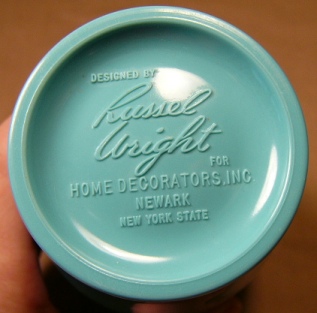 DESIGNED BY
Russel
Wright
FOR
HOME DECORATORS, INC
NEWARK
NEW YORK STATE